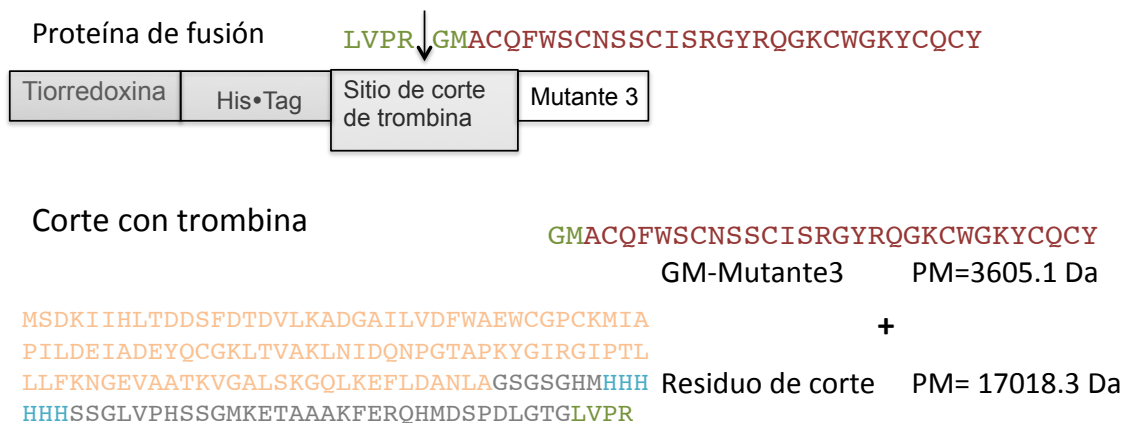 Proteína de fusión
LVPR GMACQFWSCNSSCISRGYRQGKCWGKYCQCY
Tiorredoxina
His•Tag
Sitio de corte
de trombina
Mutante 3
Corte con trombina
GMACQFWSCNSSCISRGYRQGKCWGKYCQCY
GM-Mutante3 PM=3605.1 Da
+
MSDKIIHLTDDSFDTDVLKADGAILVDFWAEWCGPCKMIA
PILDEIADEYQCGKLTVAKLNIDQNPGTAPKYGIRGIPTL
LLFKNGEVAATKVGALSKGQLKEFLDANLAGSGSGHMHHH
HHHSSGLVPHSSGMKETAAAKFERQHMDSPDLGTGLVPR
Residuo de corte PM= 17018.3 Da